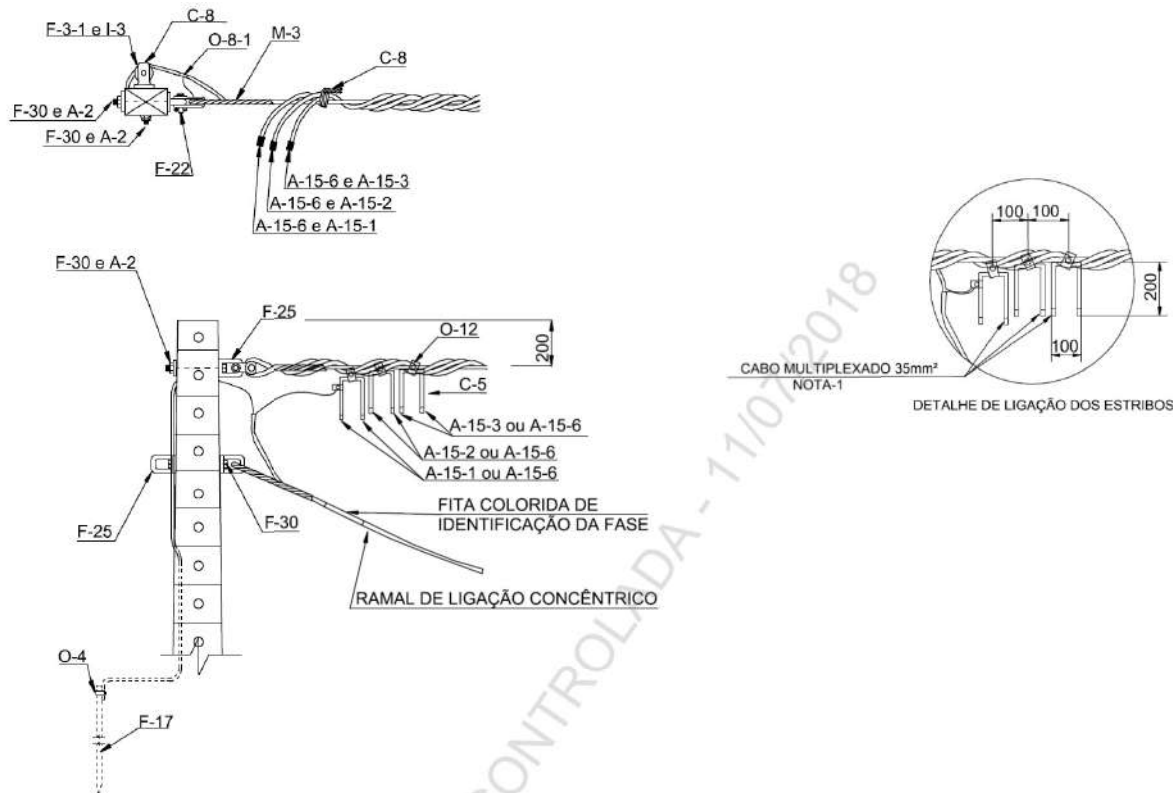 C-8
F-3-1 e I-3
O-8-1
M-3
C-8
F-30 e A-2
F-30 e A-2
F-22
A-15-6 e A-15-3
A-15-6 e A-15-2
A-15-6 e A-15-1
F-30 e A-2
F-25
O-12
200
C-5
A-15-3 ou A-15-6
A-15-2 ou A-15-6
A-15-1 ou A-15-6
FITA COLORIDA DE
IDENTIFICAÇÃO DA FASE
F-25
F-30
RAMAL DE LIGAÇÃO CONCÊNTRICO
O-4
F-17
100
100
200
100
CABO MULTIPLEXADO 35mm²
NOTA-1
DETALHE DE LIGAÇÃO DOS ESTRIBOS
CONTROLADA - 11/07/2018